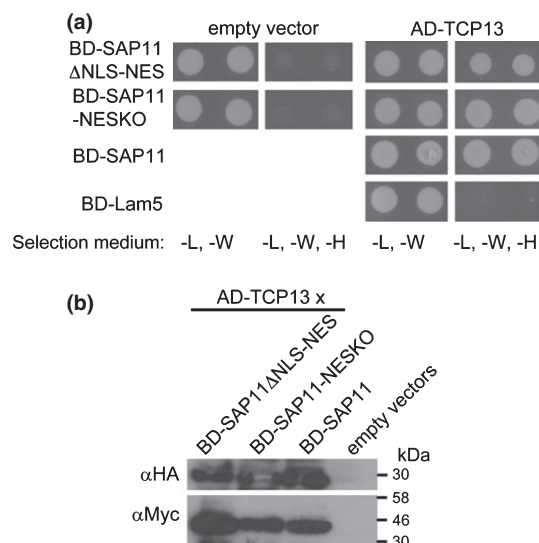 (a)
empty vector AD-TCP13
BD-SAP11
ΔNLS-NES
BD-SAP11
-NESKO
BD-SAP11
BD-Lam5
Selection medium: -L, -W -L, -W, -H -L, -W -L, -W, -H
(b)
AD-TCP13 x
BD-SAP11ΔNLS-NES
BD-SAP11-NESKO
BD-SAP11
empty vectors
kDa
αHA 30
58
αMyc 46
30